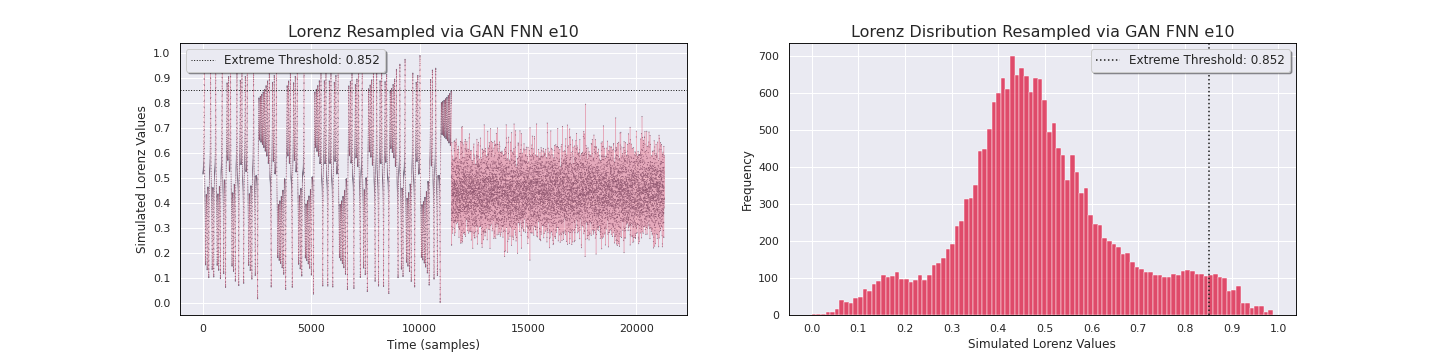 Lorenz Resampled via GAN FNN e10
Extreme Threshold: 0.852
1.0
0.9
0.8
0.7
0.6
0.5
0.4
0.3
0.2
0.1
0.0
Simulated Lorenz Values
0 5000 10000 15000 20000
Time (samples)
Lorenz Disribution Resampled via GAN FNN e10
Extreme Threshold: 0.852
700
600
500
400
300
200
100
0
Frequency
0.0 0.1 0.2 0.3 0.4 0.5 0.6 0.7 0.8 0.9 1.0
Simulated Lorenz Values